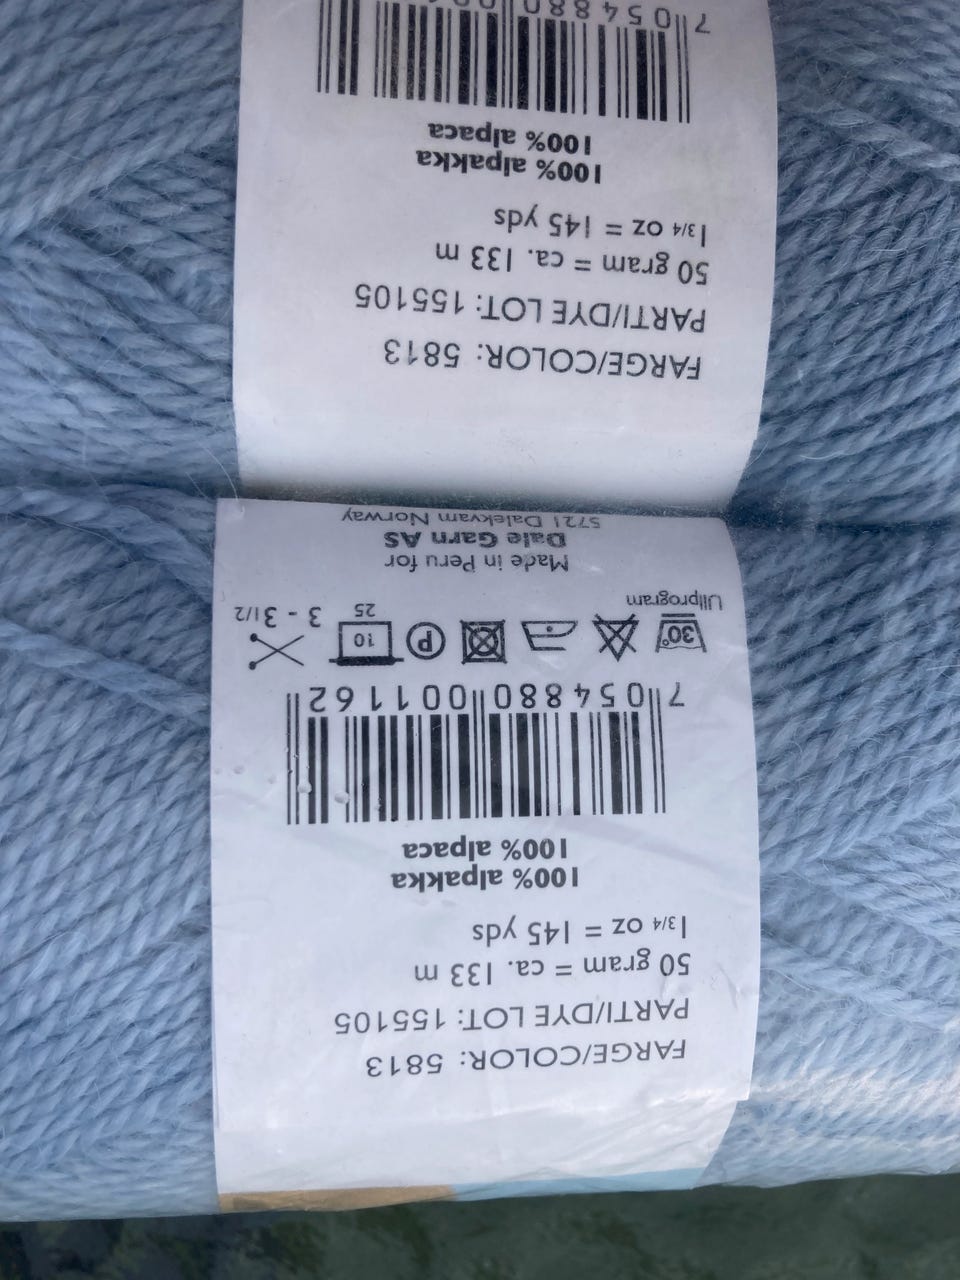 FARGE/COLOR: 5813
PARTI/DYE LOT: 155105
50 gram = ca. 133 m
1 3/4 oz = 145 yds
100% alpakka
100% alpaca
7 054880 001162
30°
P
10
25
3 - 3 1/2
Ullprogram
Made in Peru for
Dale Garn AS
5721 Dalekvam Norway
FARGE/COLOR: 5813
PARTI/DYE LOT: 155105
50 gram = ca. 133 m
1 3/4 oz = 145 yds
100% alpakka
100% alpaca
7 054880